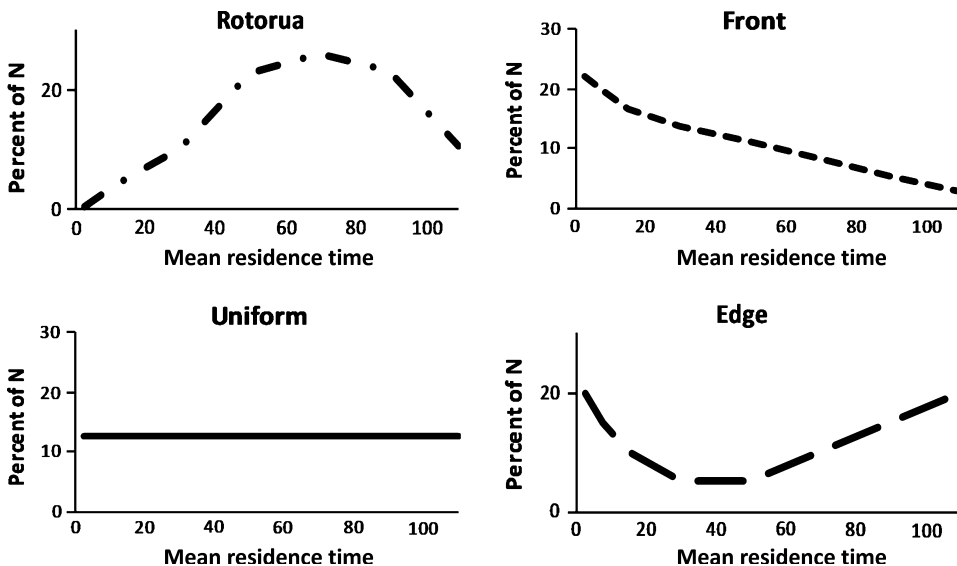 Rotorua
Percent of N
20
0
0 20 40 60 80 100
Mean residence time
Front
Percent of N
30
20
10
0
0 20 40 60 80 100
Mean residence time
Uniform
Percent of N
30
20
10
0
0 20 40 60 80 100
Mean residence time
Edge
Percent of N
20
0
0 20 40 60 80 100
Mean residence time